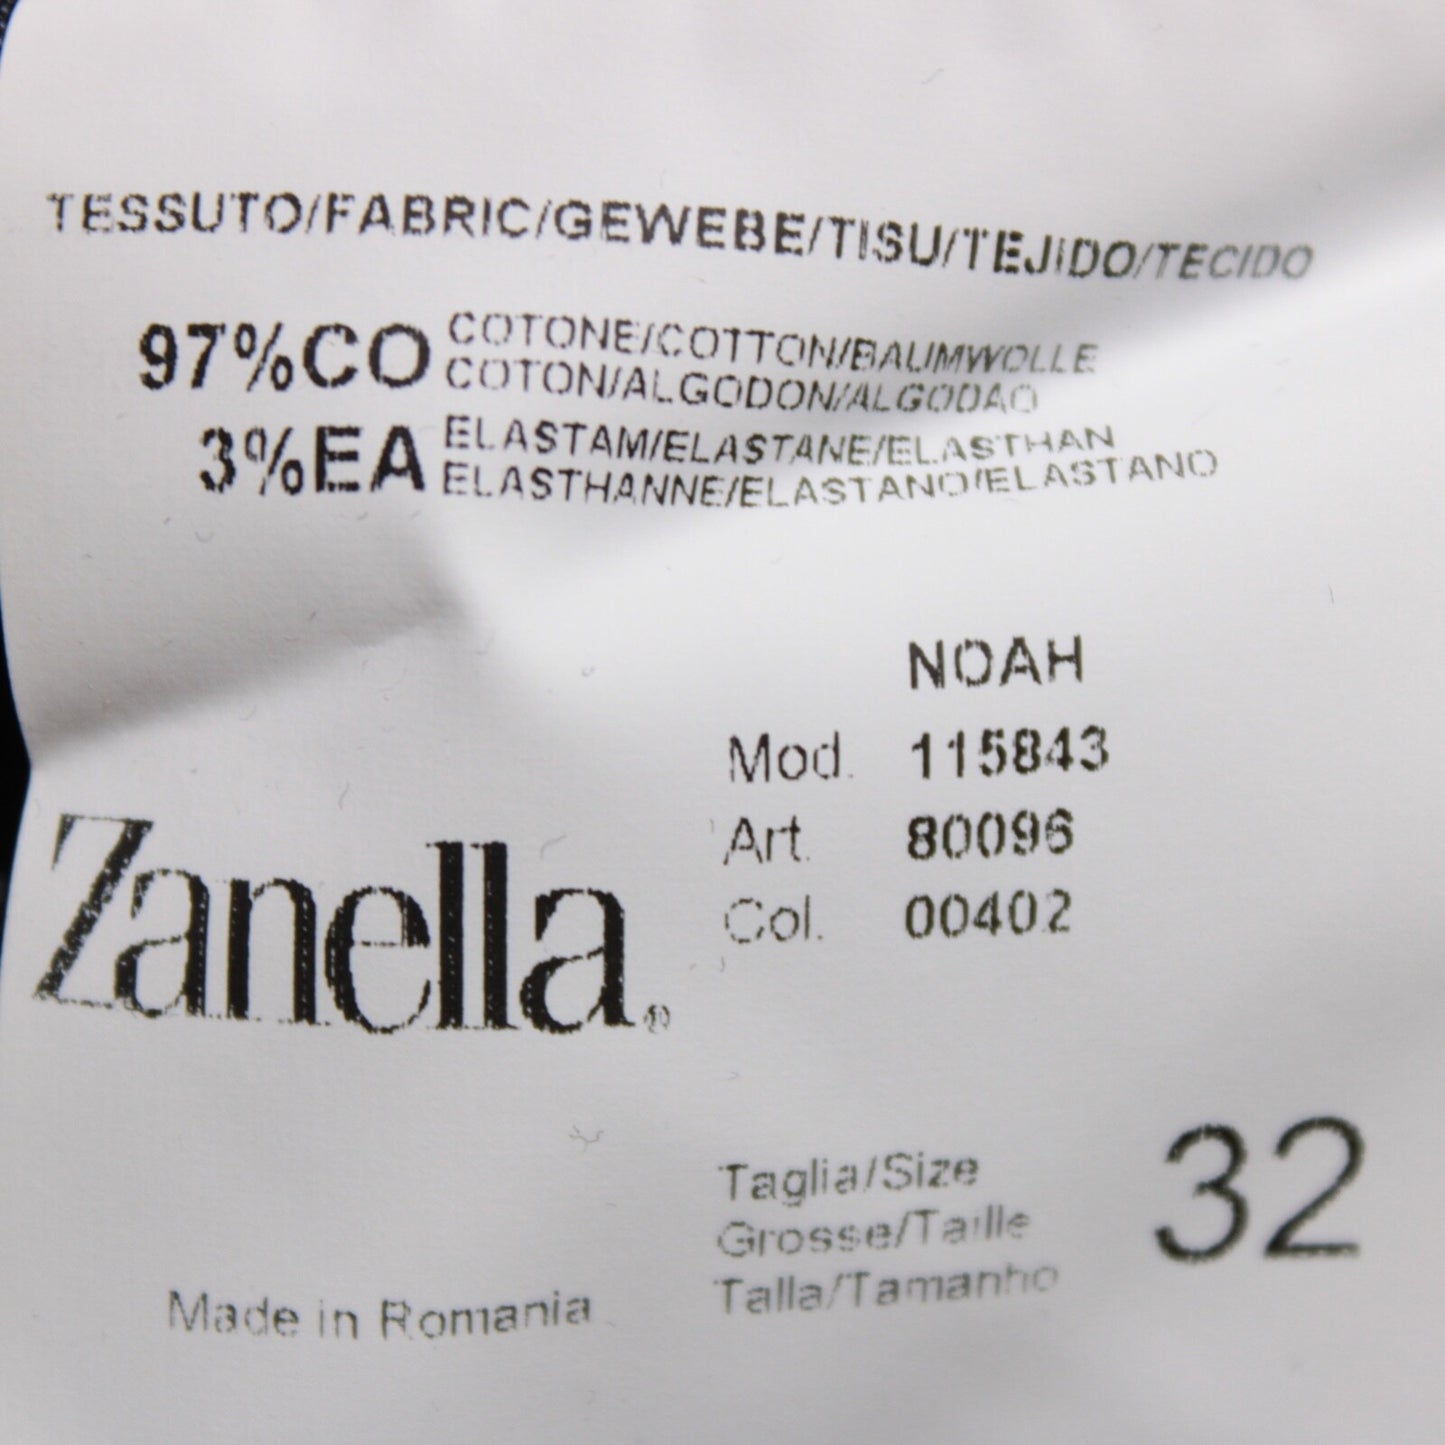 TESSUTO/FABRIC/GEWEBE/TISU/TEJIDO/TECIDO
97%CO COTONE/COTTON/BAUMWOLLE
COTON/ALGODON/ALGODAO
3%EA ELASTAM/ELASTANE/ELASTHAN
ELASTHANNE/ELASTANO/ELASTANO
NOAH
Mod. 115843
Art. 80096
Col. 00402
Zanella®
Taglia/Size
Grosse/Taille
Talla/Tamanho
32
Made in Romania